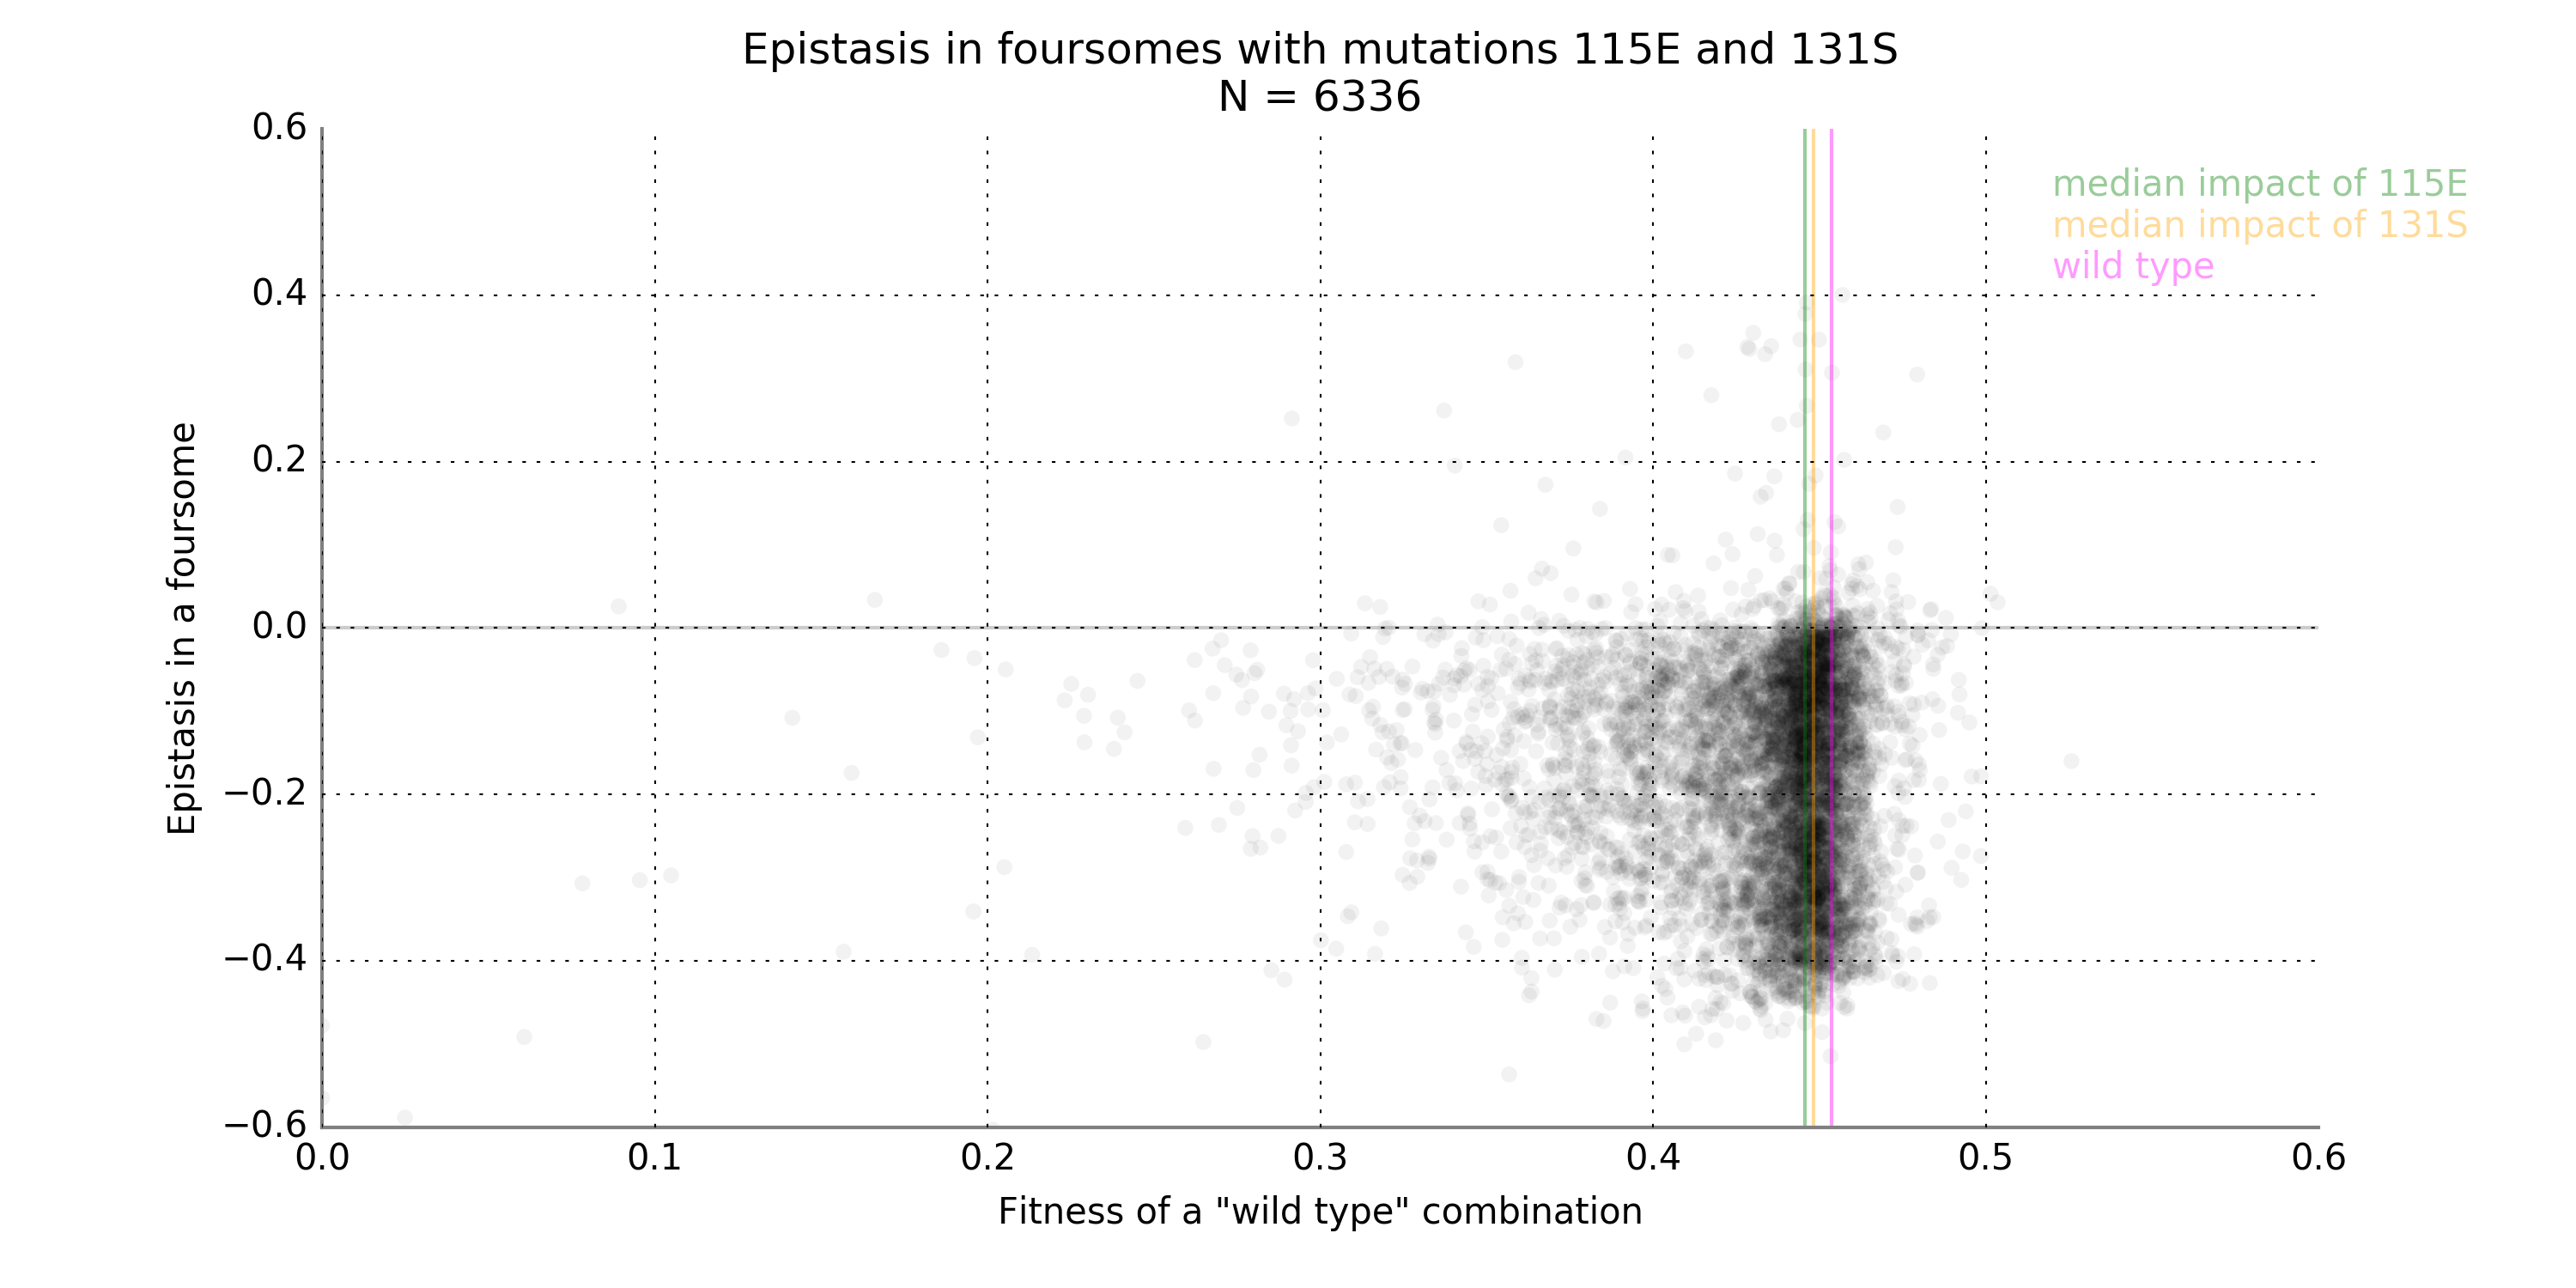 Epistasis in foursomes with mutations 115E and 131S
N = 6336
median impact of 115E
median impact of 131S
wild type
Epistasis in a foursome
0.6
0.4
0.2
0.0
−0.2
−0.4
−0.6
0.0 0.1 0.2 0.3 0.4 0.5 0.6
Fitness of a "wild type" combination